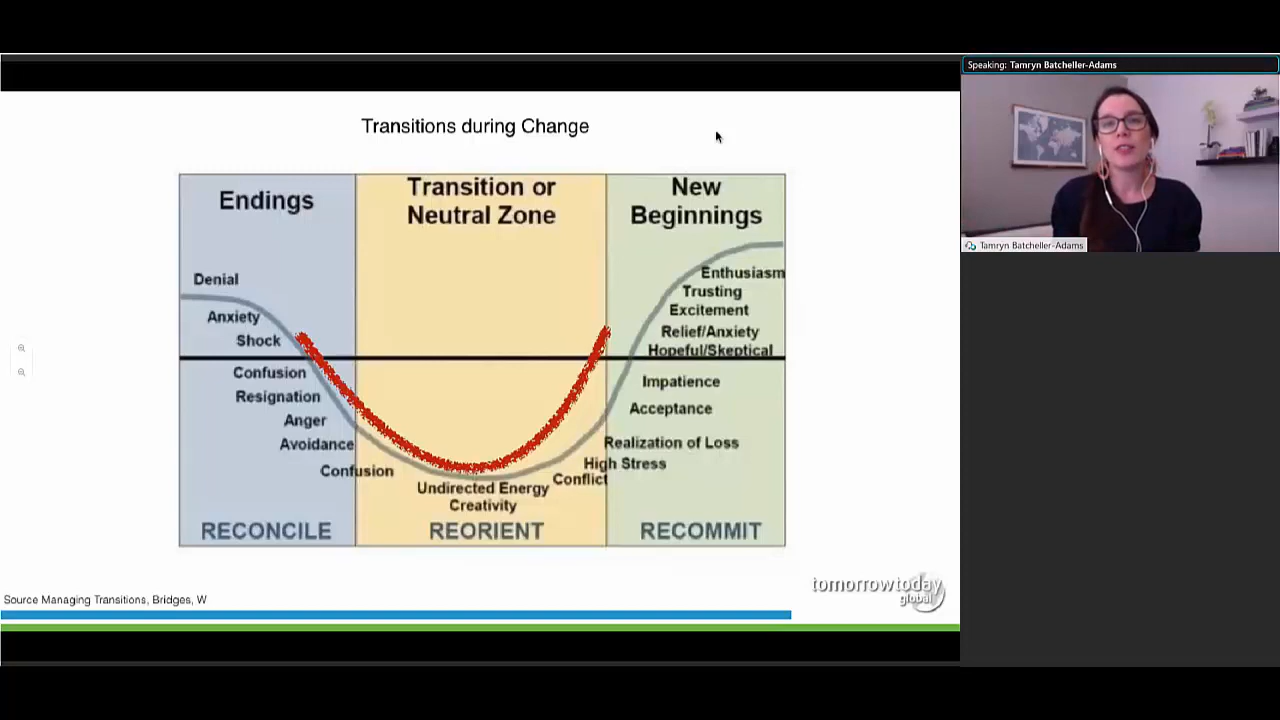 Speaking: Tamryn Batcheller-Adams
Transitions during Change
Endings
Transition or
Neutral Zone
New
Beginnings
Denial
Anxiety
Shock
Confusion
Resignation
Anger
Avoidance
Confusion
Undirected Energy
Creativity
Conflict
High Stress
Realization of Loss
Acceptance
Impatience
Hopeful/Skeptical
Relief/Anxiety
Excitement
Trusting
Enthusiasm
RECONCILE
REORIENT
RECOMMIT
Source Managing Transitions, Bridges, W
tomorrowtoday
global
Tamryn Batcheller-Adams